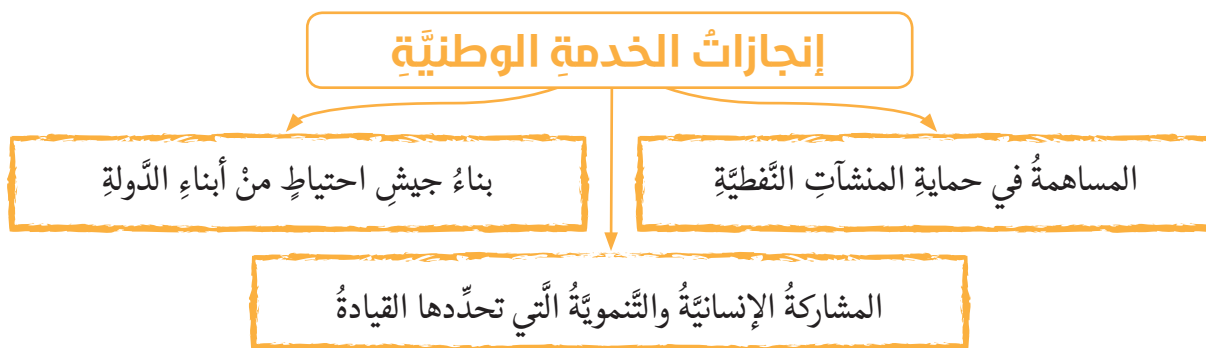 إنجازاتُ الخدمةِ الوطنيَّةِ
المساهمةُ في حمايةِ المنشآتِ النَّفطيَّةِ
بناءُ جيشِ احتياطٍ منْ أبناءِ الدَّولةِ
المشاركةُ الإنسانيَّةُ والتَّنمويَّةُ الَّتي تحدِّدها القيادةُ